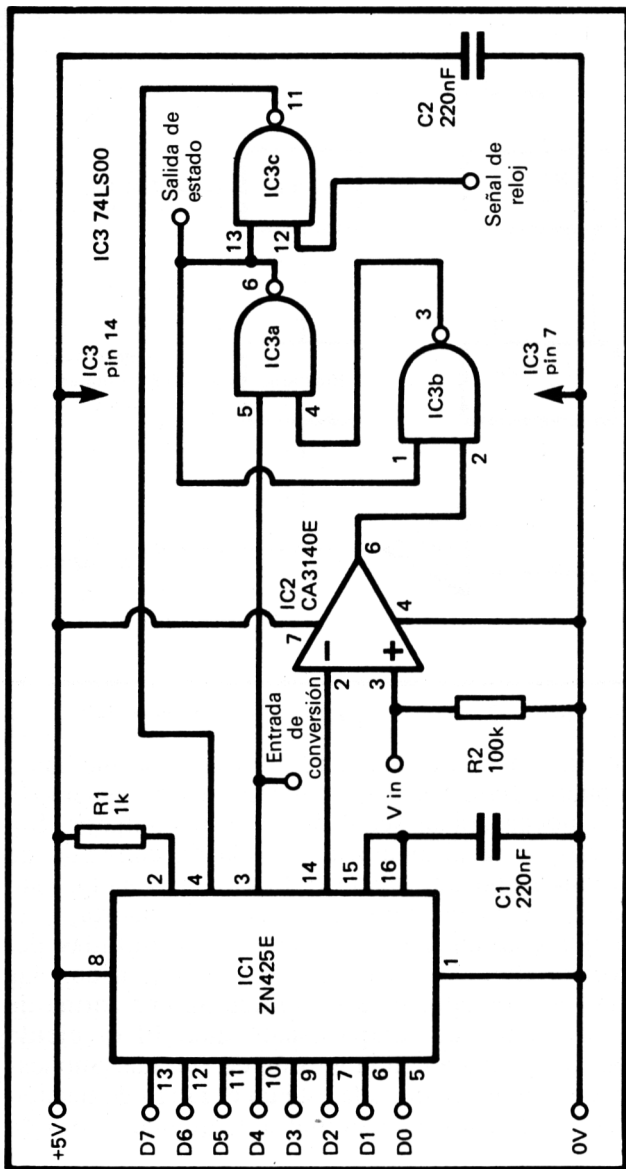 +5V
D7
D6
D5
D4
D3
D2
D1
D0
0V
13
12
11
10
9
7
6
5
8
IC1
ZN425E
1
2
4
3
14
15
16
R1
1k
C1
220nF
Entrada
de
conversión
V in
R2
100k
IC2
CA3140E
7
2
3
4
6
IC3
pin 14
IC3 74LS00
5
4
IC3a
6
1
2
IC3b
3
IC3
pin 7
Salida de
estado
13
12
IC3c
11
Señal de
reloj
C2
220nF